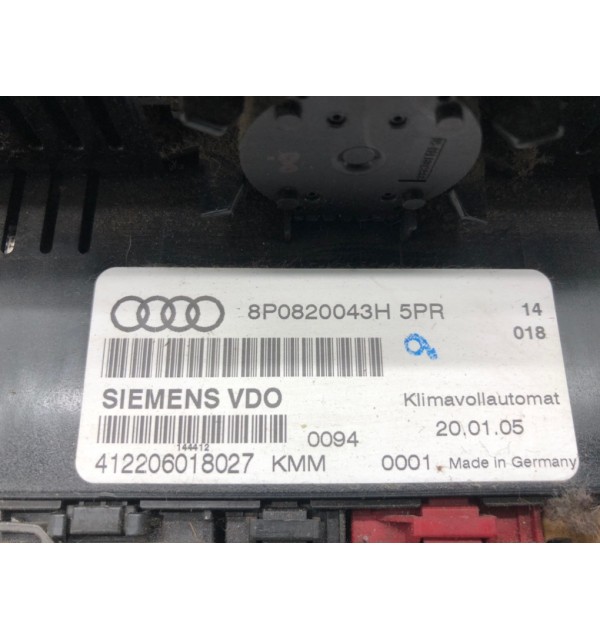 8P0820043H 5PR
14
018
SIEMENS VDO
Klimavollautomat
144412
0094
20.01.05
412206018027 KMM
0001
Made in Germany